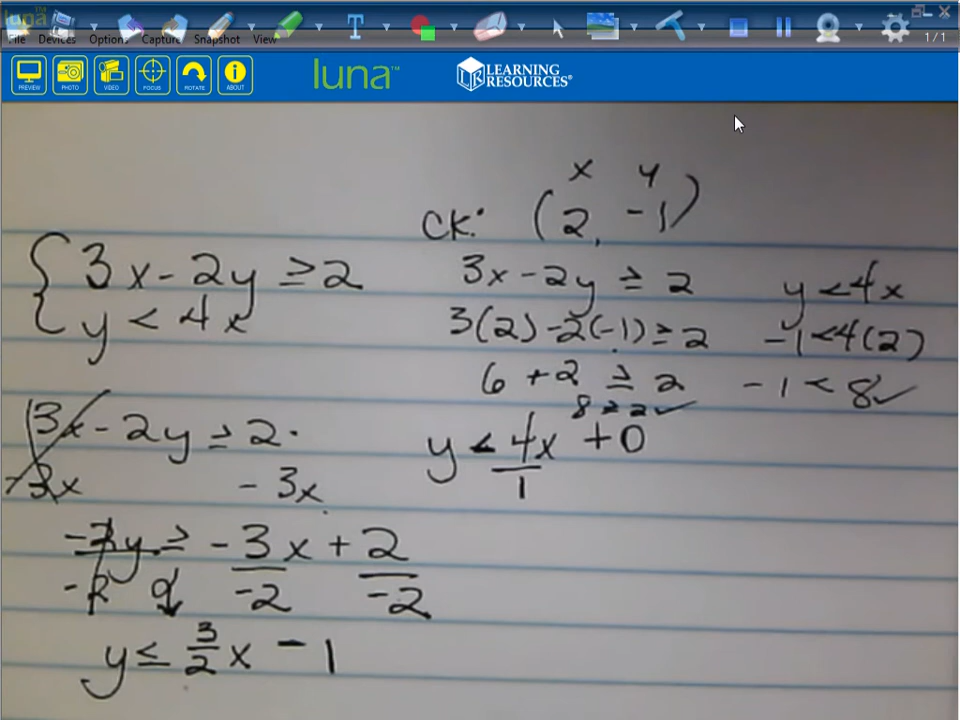 luna
File Devices Options Capture Snapshot View
1/1
PREVIEW PHOTO VIDEO FOCUS ROTATE ABOUT
luna™ LEARNING RESOURCES®
x y
CK: (2, -1)
{ 3x - 2y ≥ 2
y < 4x
3x - 2y ≥ 2
3(2) - 2(-1) ≥ 2
6 + 2 ≥ 2
8 ≥ 2 ✓
y < 4x
-1 < 4(2)
-1 < 8 ✓
3x - 2y ≥ 2
-3x - 3x
-2y ≥ -3x + 2
-2 -2 -2
y ≤ 3/2 x - 1
y < 4x/1 + 0